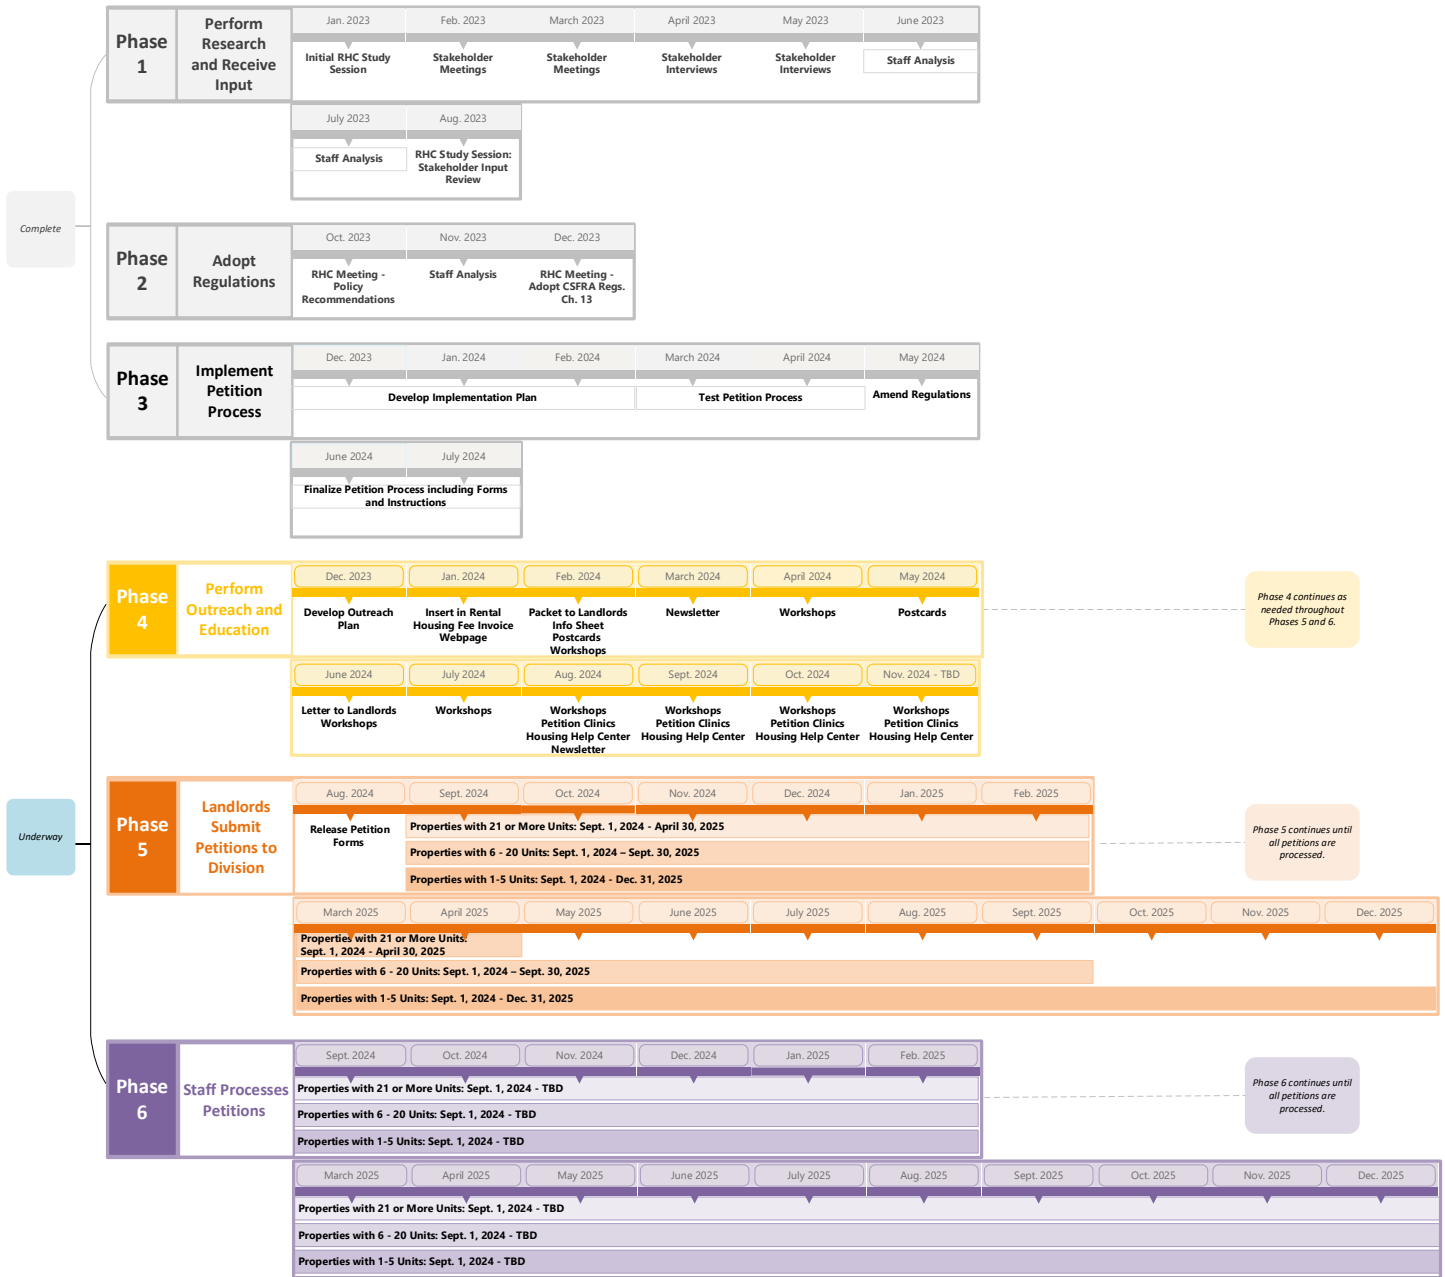 Complete
Phase
1
Perform
Research
and Receive
Input
Jan. 2023
Feb. 2023
March 2023
April 2023
May 2023
June 2023
Initial RHC Study
Session
Stakeholder
Meetings
Stakeholder
Meetings
Stakeholder
Interviews
Stakeholder
Interviews
Staff Analysis
July 2023
Aug. 2023
Staff Analysis
RHC Study Session:
Stakeholder Input
Review
Phase
2
Adopt
Regulations
Oct. 2023
Nov. 2023
Dec. 2023
RHC Meeting -
Policy
Recommendations
Staff Analysis
RHC Meeting -
Adopt CSFRA Regs.
Ch. 13
Phase
3
Implement
Petition
Process
Dec. 2023
Jan. 2024
Feb. 2024
March 2024
April 2024
May 2024
Develop Implementation Plan
Test Petition Process
Amend Regulations
June 2024
July 2024
Finalize Petition Process including Forms
and Instructions
Underway
Phase
4
Perform
Outreach and
Education
Dec. 2023
Jan. 2024
Feb. 2024
March 2024
April 2024
May 2024
Develop Outreach
Plan
Insert in Rental
Housing Fee Invoice
Webpage
Packet to Landlords
Info Sheet
Postcards
Workshops
Newsletter
Workshops
Postcards
Phase 4 continues as
needed throughout
Phases 5 and 6.
June 2024
July 2024
Aug. 2024
Sept. 2024
Oct. 2024
Nov. 2024 - TBD
Letter to Landlords
Workshops
Workshops
Workshops
Petition Clinics
Housing Help Center
Newsletter
Workshops
Petition Clinics
Housing Help Center
Workshops
Petition Clinics
Housing Help Center
Workshops
Petition Clinics
Housing Help Center
Phase
5
Landlords
Submit
Petitions to
Division
Aug. 2024
Sept. 2024
Oct. 2024
Nov. 2024
Dec. 2024
Jan. 2025
Feb. 2025
Release Petition
Forms
Properties with 21 or More Units: Sept. 1, 2024 - April 30, 2025
Properties with 6 - 20 Units: Sept. 1, 2024 – Sept. 30, 2025
Properties with 1-5 Units: Sept. 1, 2024 - Dec. 31, 2025
Phase 5 continues until
all petitions are
processed.
March 2025
April 2025
May 2025
June 2025
July 2025
Aug. 2025
Sept. 2025
Oct. 2025
Nov. 2025
Dec. 2025
Properties with 21 or More Units:
Sept. 1, 2024 - April 30, 2025
Properties with 6 - 20 Units: Sept. 1, 2024 – Sept. 30, 2025
Properties with 1-5 Units: Sept. 1, 2024 - Dec. 31, 2025
Phase
6
Staff Processes
Petitions
Sept. 2024
Oct. 2024
Nov. 2024
Dec. 2024
Jan. 2025
Feb. 2025
Properties with 21 or More Units: Sept. 1, 2024 - TBD
Properties with 6 - 20 Units: Sept. 1, 2024 - TBD
Properties with 1-5 Units: Sept. 1, 2024 - TBD
Phase 6 continues until
all petitions are
processed.
March 2025
April 2025
May 2025
June 2025
July 2025
Aug. 2025
Sept. 2025
Oct. 2025
Nov. 2025
Dec. 2025
Properties with 21 or More Units: Sept. 1, 2024 - TBD
Properties with 6 - 20 Units: Sept. 1, 2024 - TBD
Properties with 1-5 Units: Sept. 1, 2024 - TBD